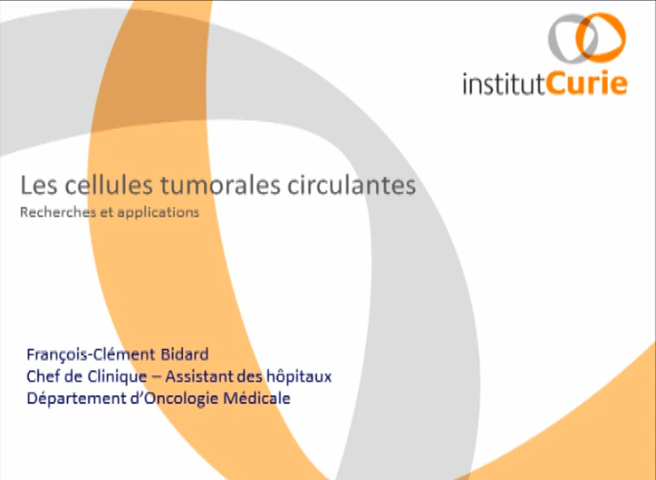 institutCurie
Les cellules tumorales circulantes
Recherches et applications
François-Clément Bidard
Chef de Clinique – Assistant des hôpitaux
Département d'Oncologie Médicale